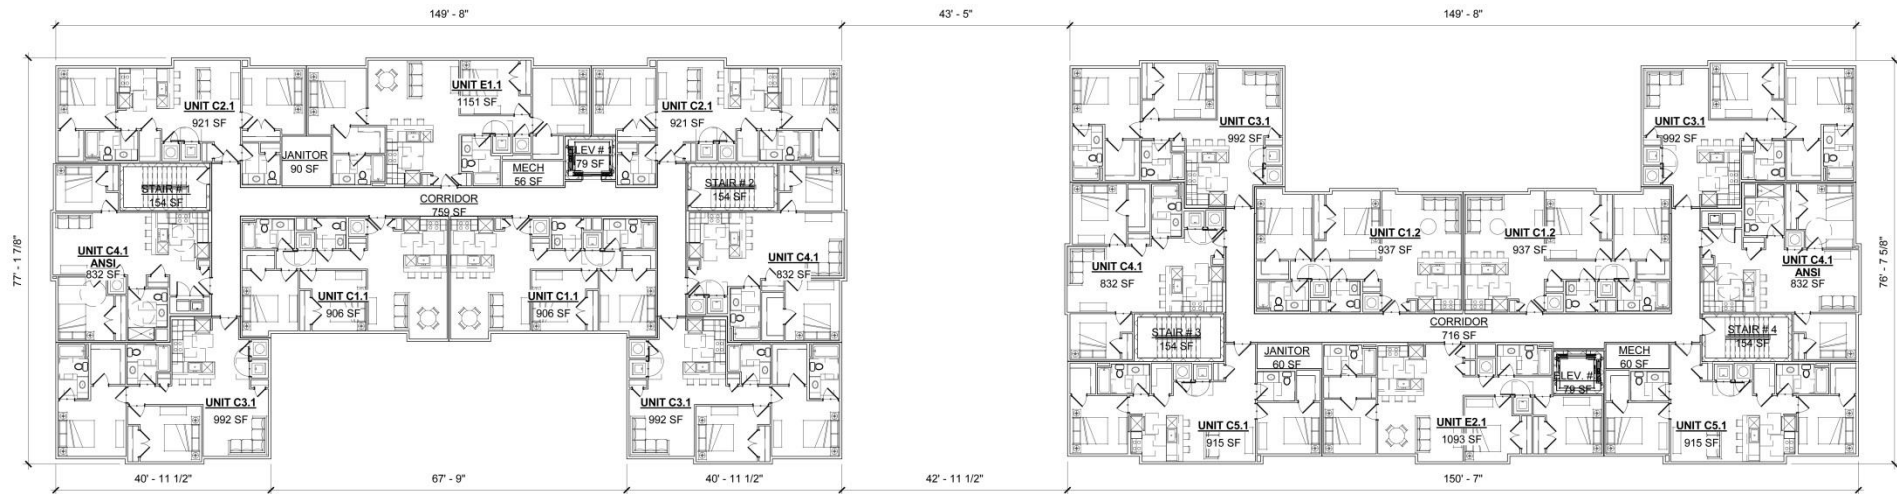 149' - 8"
43' - 5"
149' - 8"
77' - 1 7/8"
UNIT C2.1
921 SF
UNIT E1.1
1151 SF
UNIT C2.1
921 SF
JANITOR
90 SF
MECH
56 SF
79 SF
STAIR # 1
154 SF
STAIR # 2
154 SF
CORRIDOR
759 SF
UNIT C4.1
ANSI
832 SF
UNIT C4.1
832 SF
UNIT C1.1
906 SF
UNIT C1.1
906 SF
UNIT C3.1
992 SF
UNIT C3.1
992 SF
UNIT C3.1
992 SF
UNIT C3.1
992 SF
UNIT C1.2
937 SF
UNIT C1.2
937 SF
UNIT C4.1
832 SF
UNIT C4.1
ANSI
832 SF
76' - 7 5/8"
CORRIDOR
716 SF
STAIR # 3
154 SF
STAIR # 4
154 SF
JANITOR
60 SF
MECH
60 SF
ELEV. #
79 SF
UNIT C5.1
915 SF
UNIT E2.1
1093 SF
UNIT C5.1
915 SF
40' - 11 1/2"
67' - 9"
40' - 11 1/2"
42' - 11 1/2"
150' - 7"